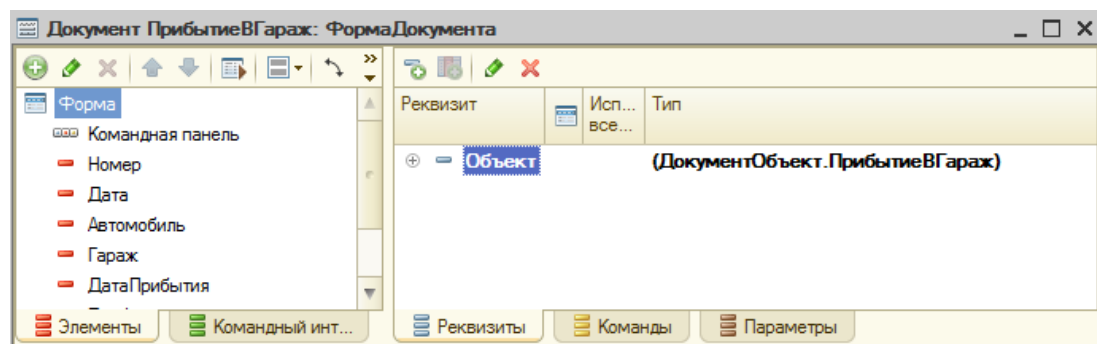 Документ ПрибытиеВГараж: ФормаДокумента
Форма
Командная панель
Номер
Дата
Автомобиль
Гараж
ДатаПрибытия
Элементы
Командный инт...
Реквизит
Исп...
все...
Тип
Объект
(ДокументОбъект.ПрибытиеВГараж)
Реквизиты
Команды
Параметры